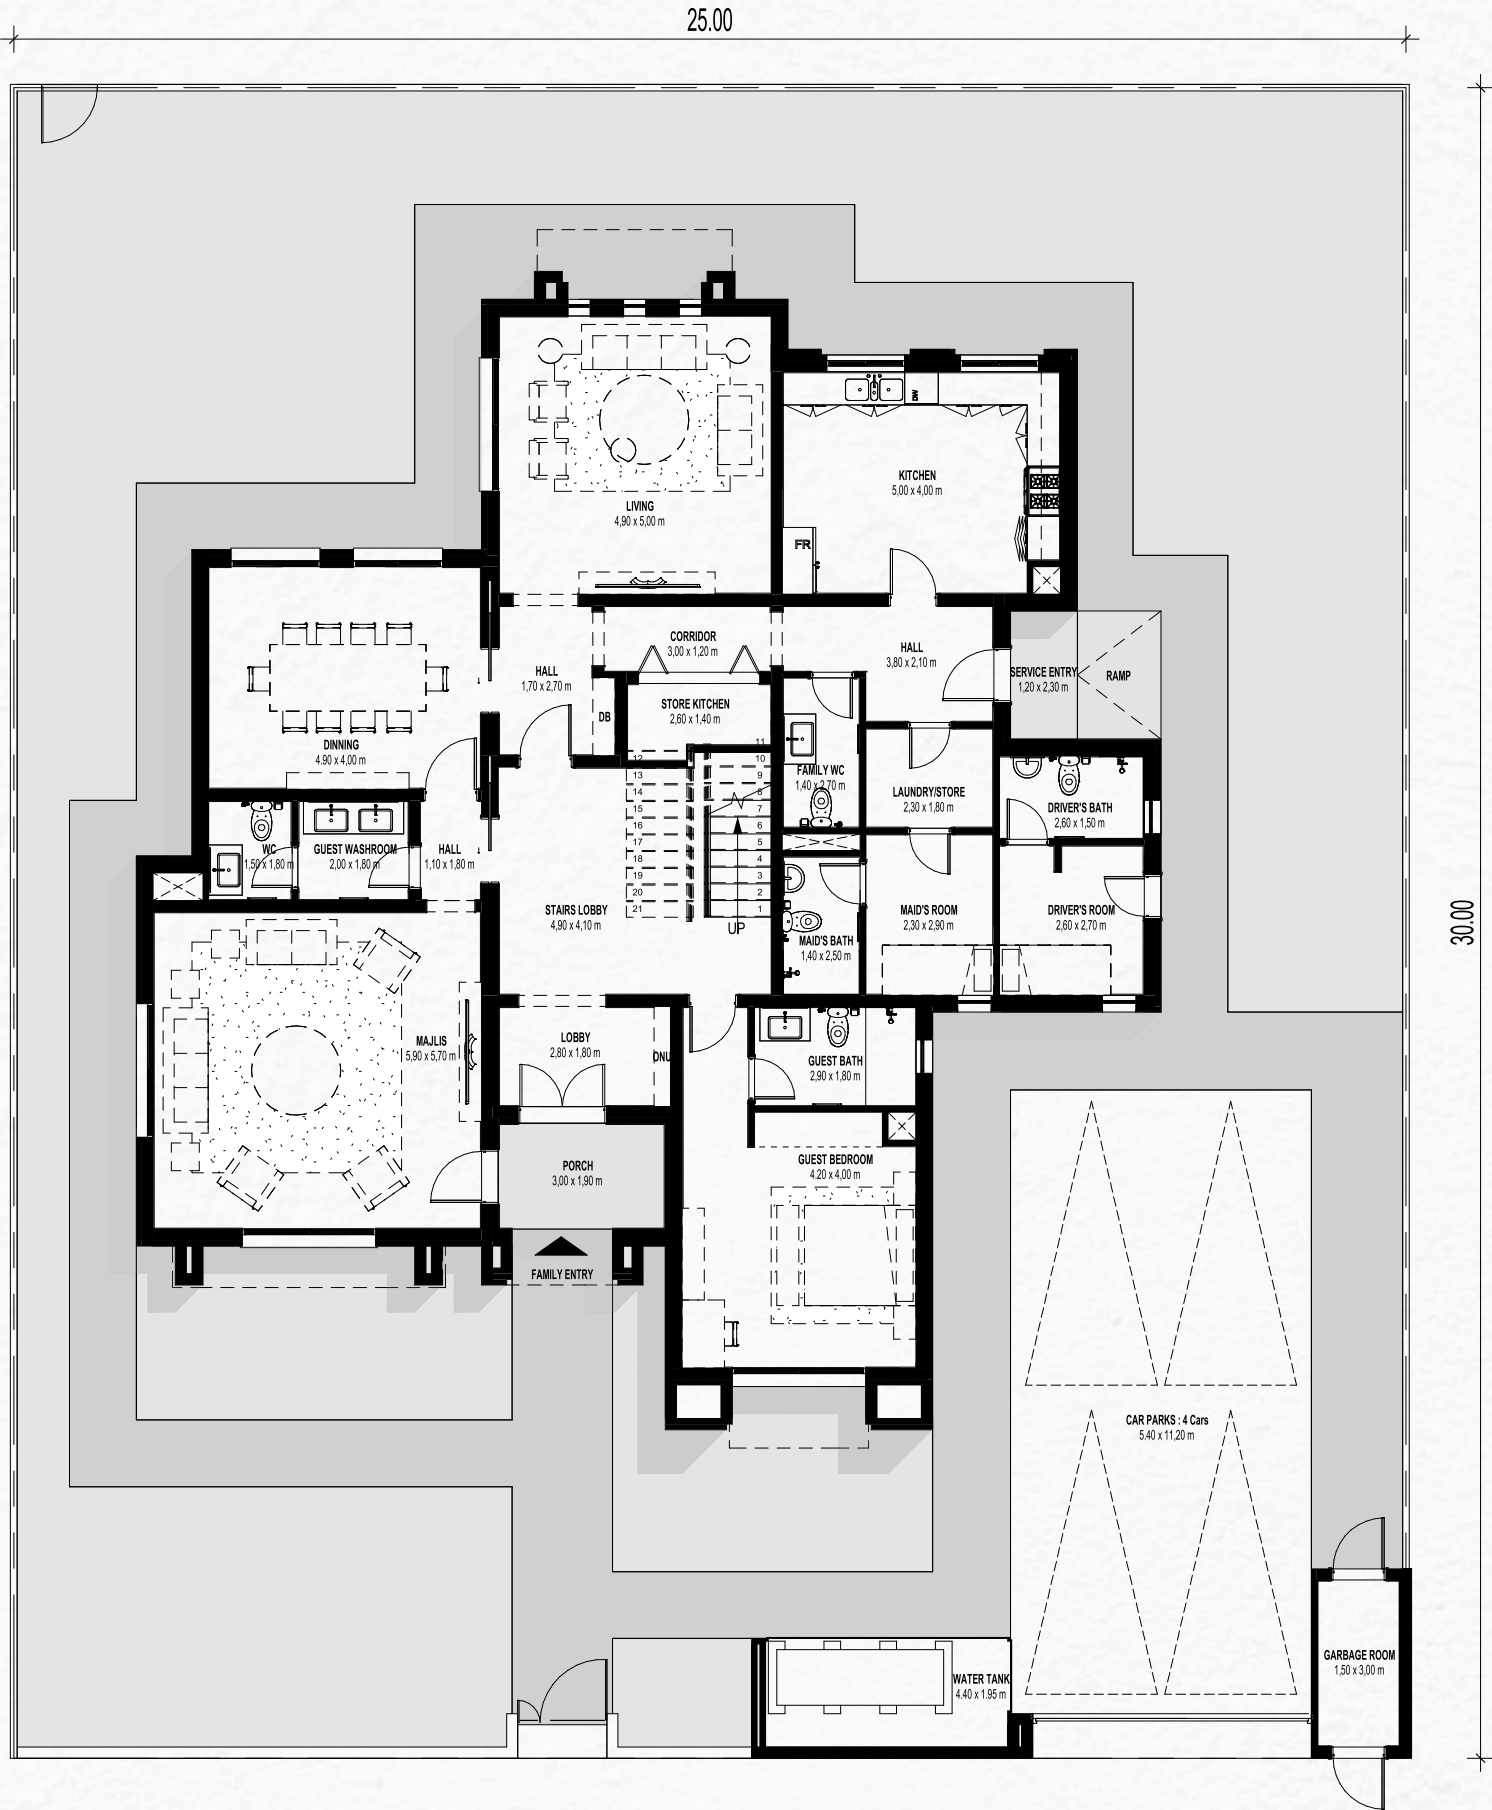 25.00
30.00
LIVING
4,90 x 5,00 m
DW
KITCHEN
5,00 x 4,00 m
FR
CORRIDOR
3,00 x 1,20 m
HALL
3,80 x 2,10 m
HALL
1,70 x 2,70 m
SERVICE ENTRY
1,20 x 2,30 m
RAMP
STORE KITCHEN
2,60 x 1,40 m
DB
DINNING
4.90 x 4,00 m
11
12
10
13
9
14
8
15
7
16
6
17
5
18
4
19
3
20
2
21
1
UP
FAMILY WC
1,40 x 2.70 m
LAUNDRY/STORE
2,30 x 1,80 m
DRIVER'S BATH
2,60 x 1,50 m
WC
1,50 x 1,80 m
GUEST WASHROOM
2,00 x 1,80 m
HALL
1,10 x 1,80 m
STAIRS LOBBY
4,90 x 4,10 m
MAID'S ROOM
2,30 x 2,90 m
DRIVER'S ROOM
2,60 x 2,70 m
MAID'S BATH
1,40 x 2,50 m
MAJLIS
5,90 x 5,70 m
LOBBY
2,80 x 1,80 m
ONU
GUEST BATH
2,90 x 1,80 m
PORCH
3,00 x 1,90 m
GUEST BEDROOM
4.20 x 4,00 m
FAMILY ENTRY
CAR PARKS : 4 Cars
5.40 x 11,20 m
WATER TANK
4.40 x 1.95 m
GARBAGE ROOM
1,50 x 3,00 m